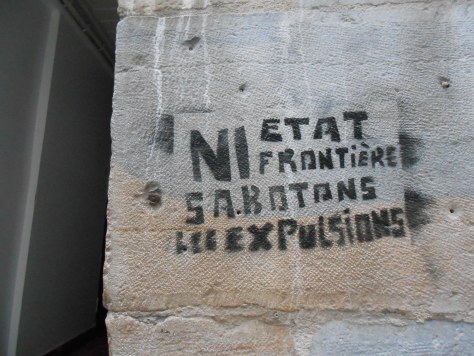 NI ETAT
FRONTIÈRE
SABOTONS
LES EXPULSIONS